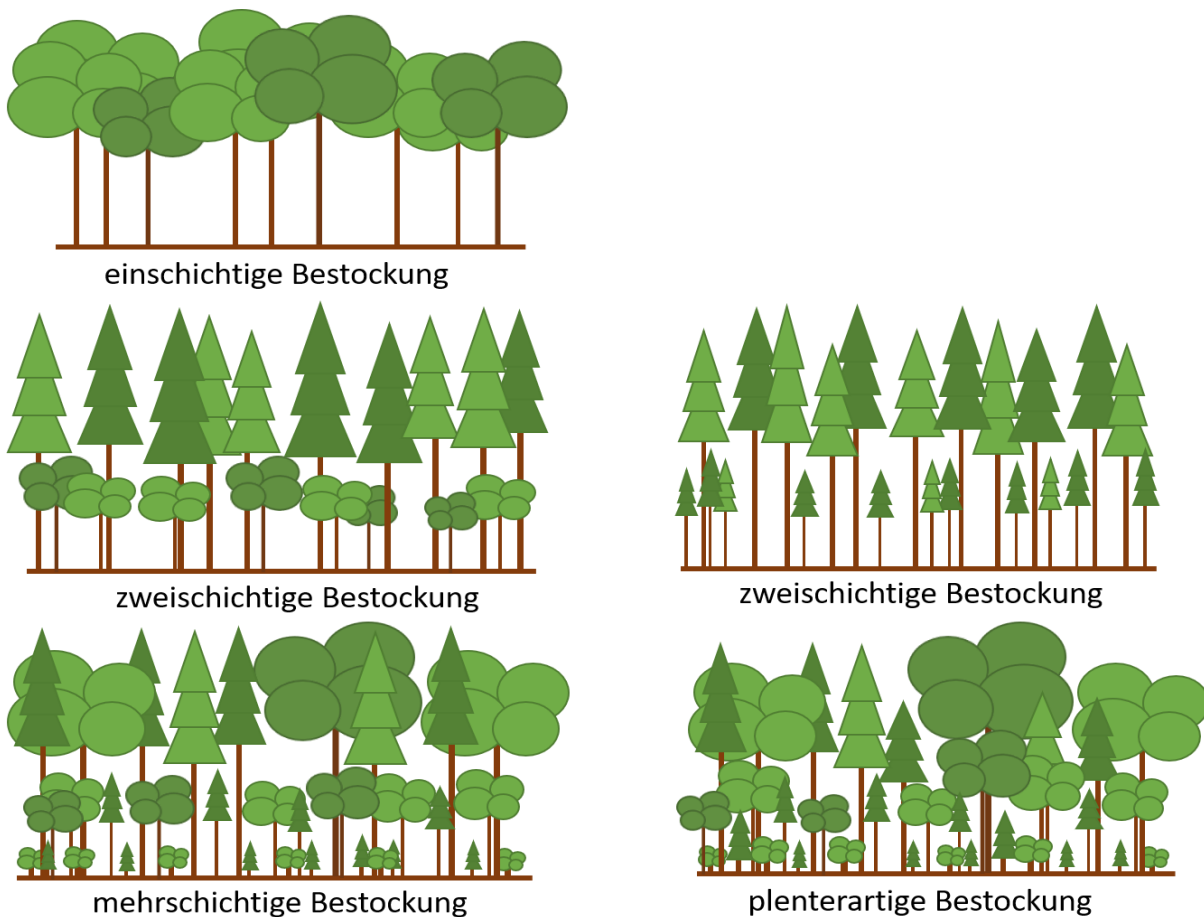 einschichtige Bestockung
zweischichtige Bestockung
zweischichtige Bestockung
mehrschichtige Bestockung
plenterartige Bestockung